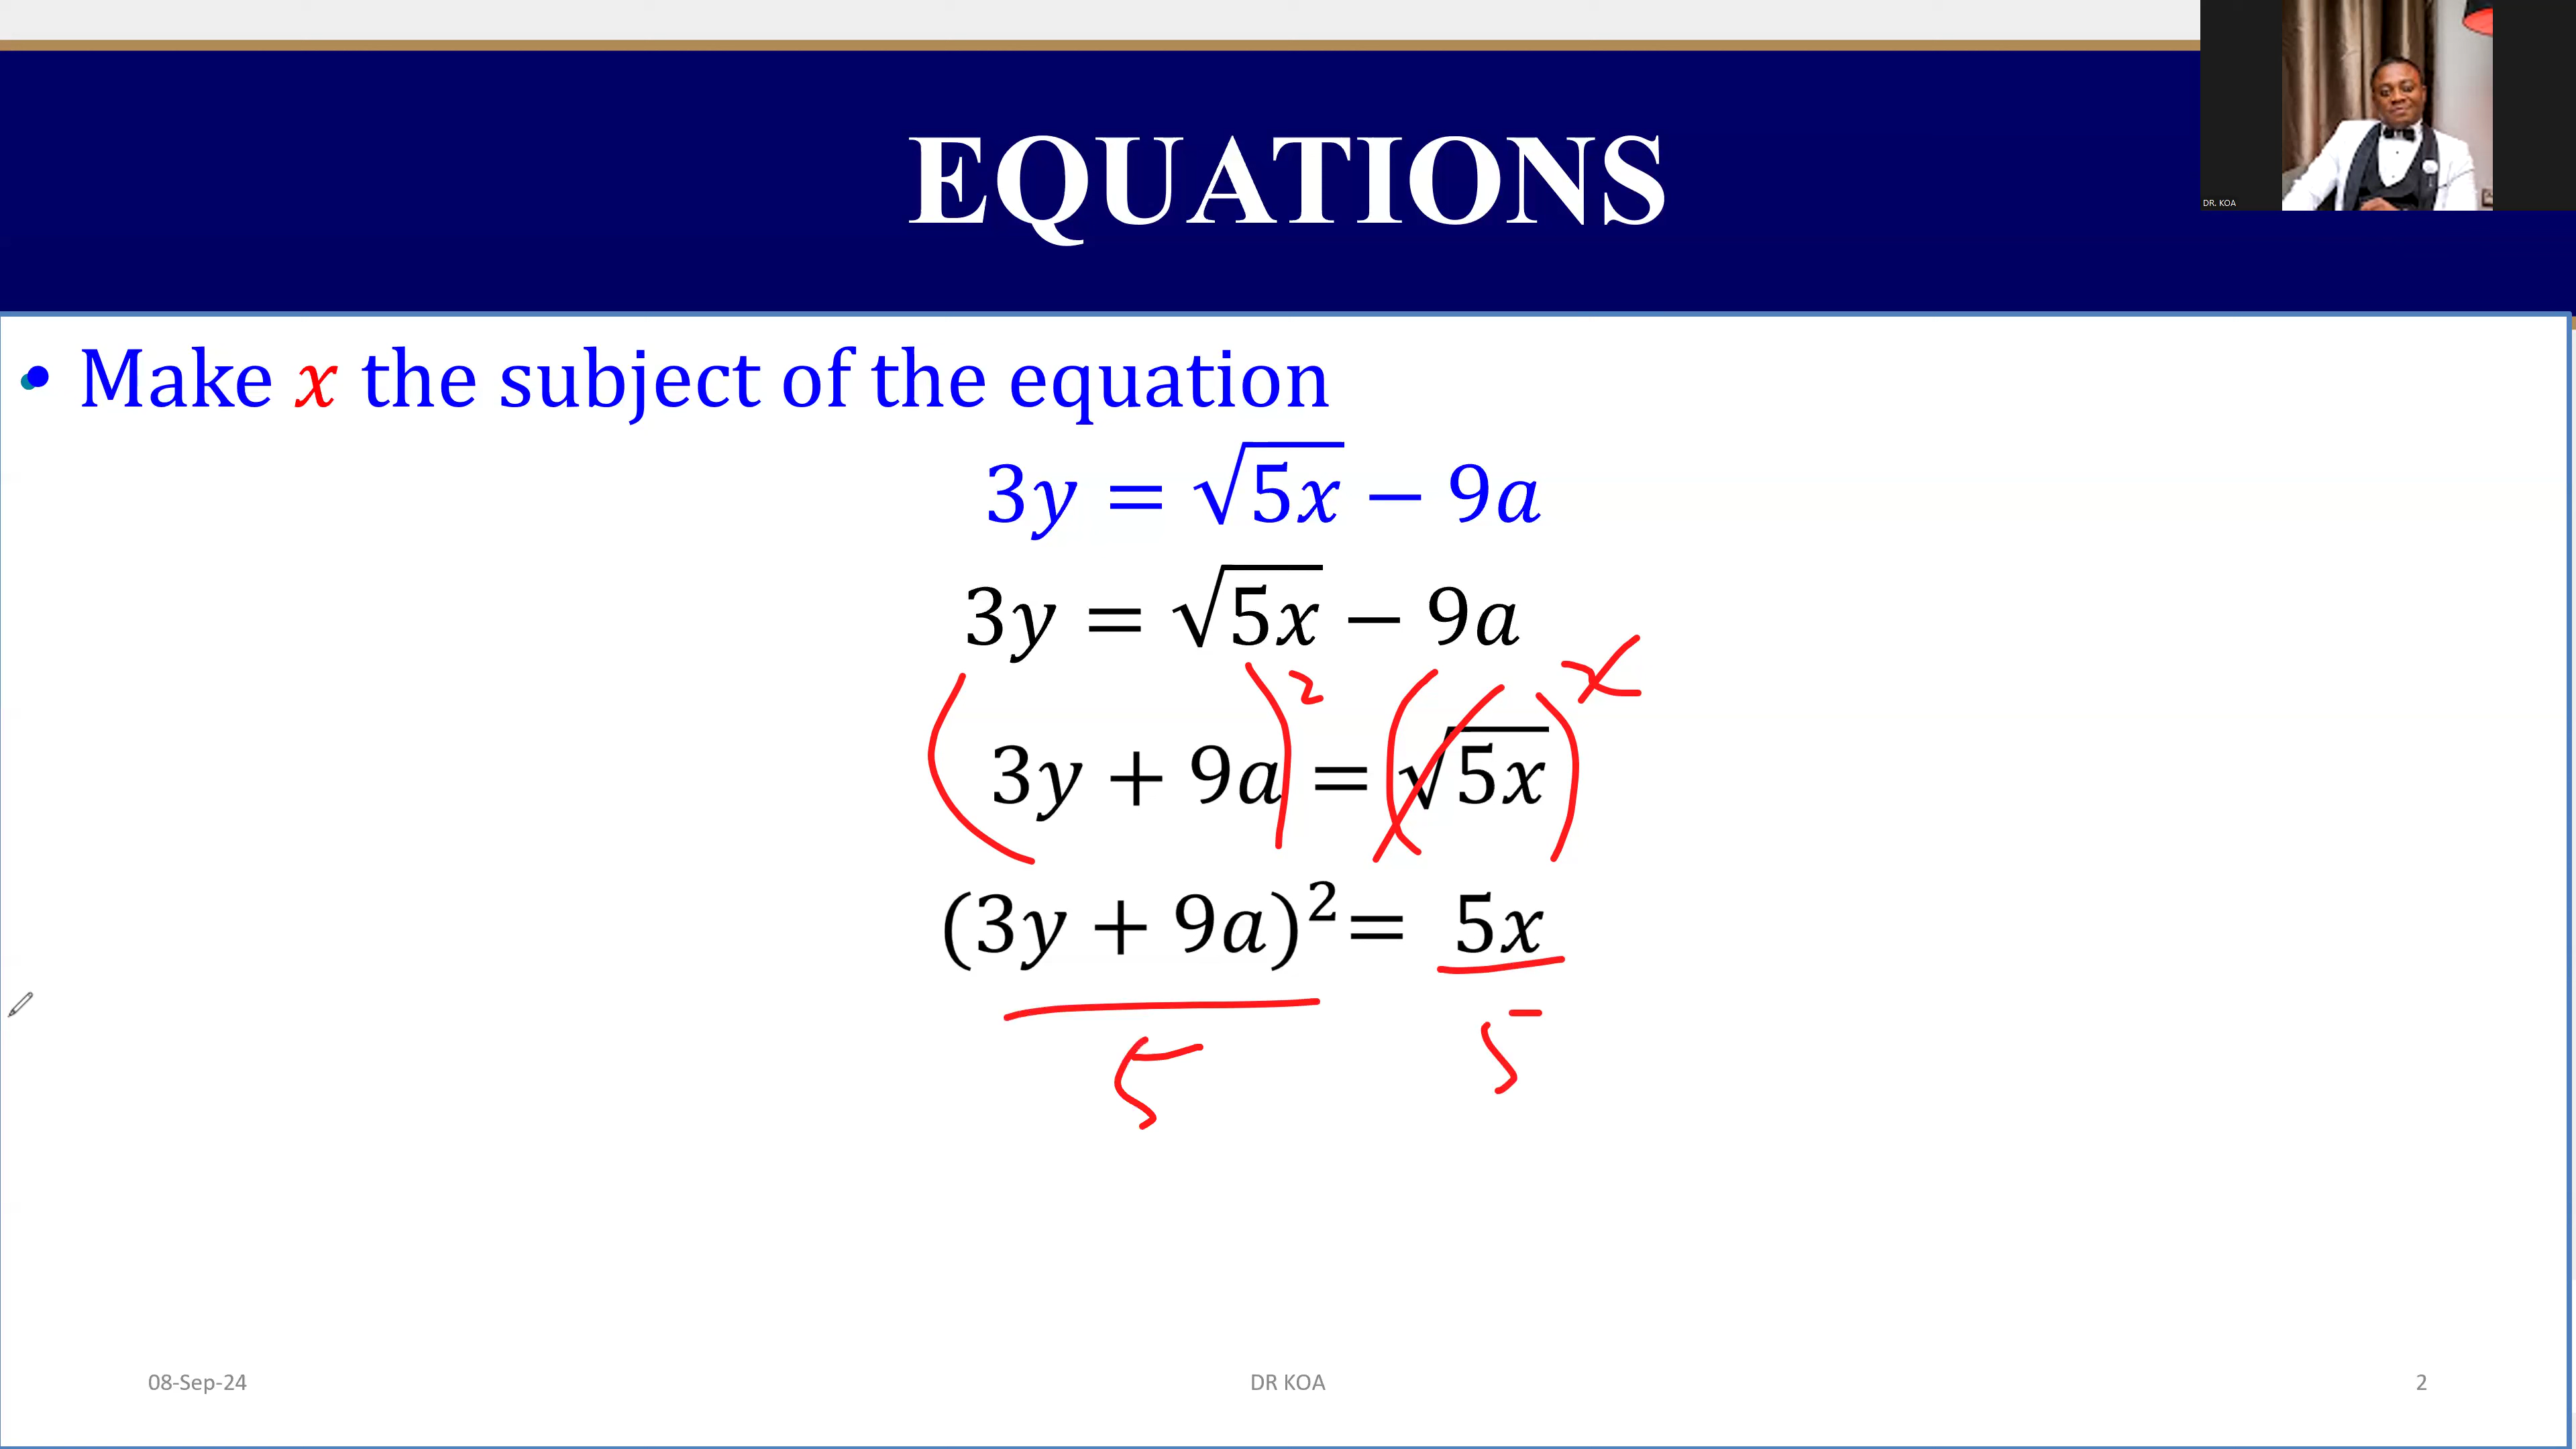 DR. KOA
EQUATIONS
• Make x the subject of the equation
3y = √5x − 9a
3y = √5x − 9a
(3y + 9a)² = (√5x)²
(3y + 9a)² = 5x
5 5
08-Sep-24 DR KOA 2